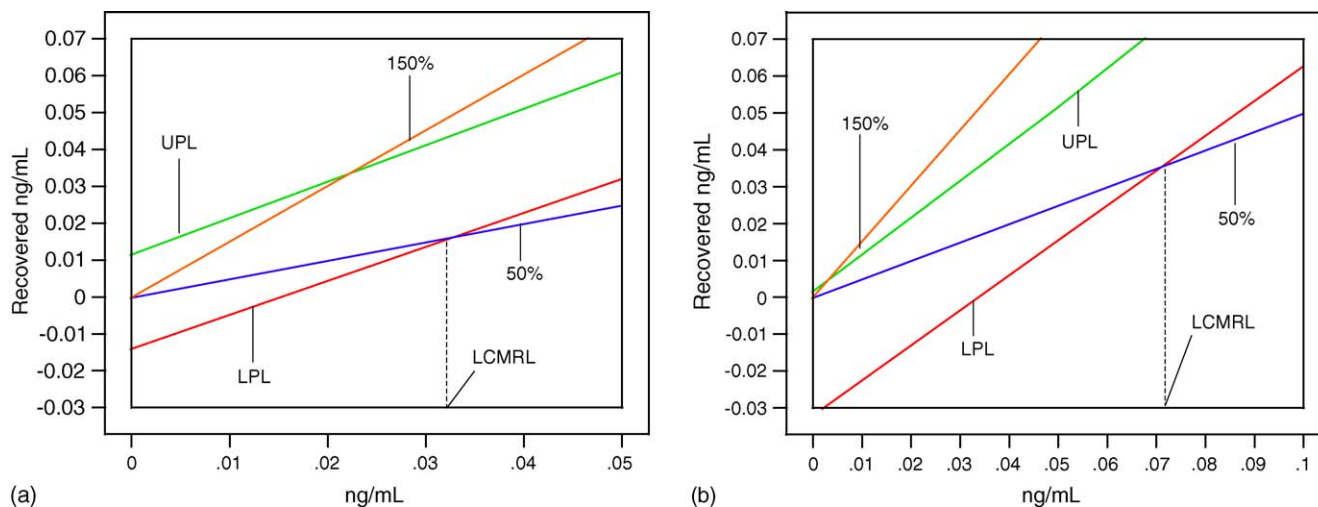 0.07
0.06
0.05
0.04
0.03
0.02
0.01
0
-0.01
-0.02
-0.03
Recovered ng/mL
150%
UPL
50%
LPL
LCMRL
0 .01 .02 .03 .04 .05
ng/mL
(a)
0.07
0.06
0.05
0.04
0.03
0.02
0.01
0
-0.01
-0.02
-0.03
Recovered ng/mL
150%
UPL
50%
LPL
LCMRL
0 .01 .02 .03 .04 .05 .06 .07 .08 .09 .1
ng/mL
(b)